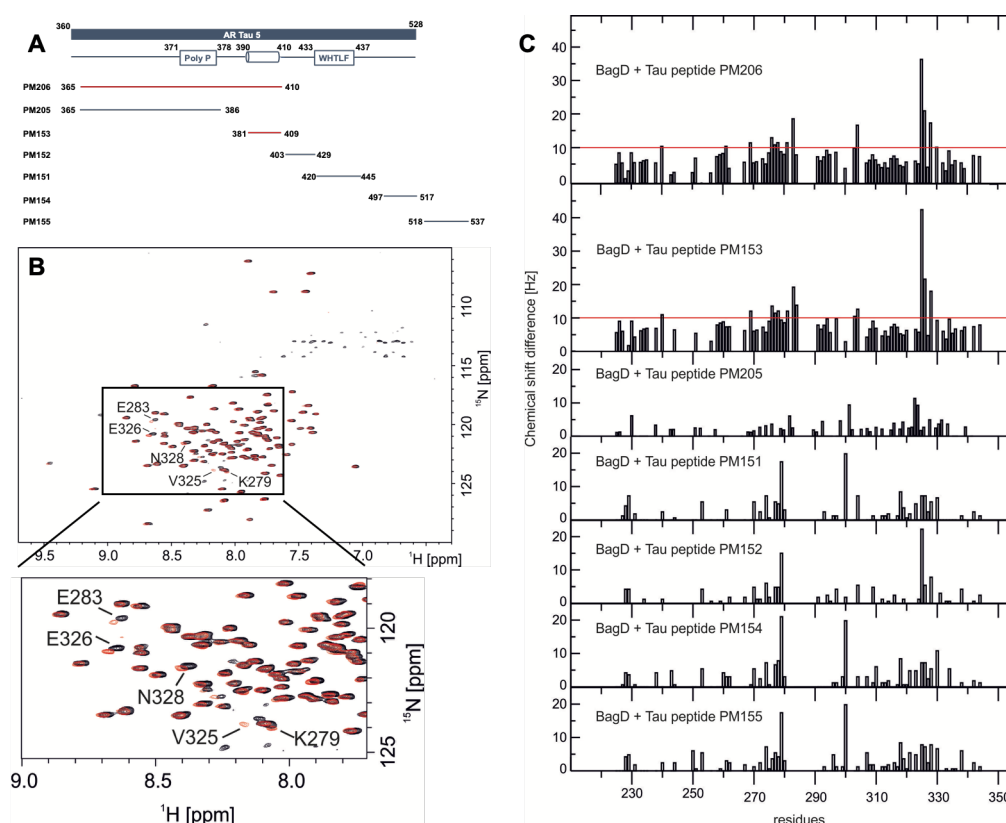 A
360
528
AR Tau 5
371
378
390
410
433
437
Poly P
WHTLF
PM206 365 410
PM205 365 386
PM153 381 409
PM152 403 429
PM151 420 445
PM154 497 517
PM155 518 537
B
E283
E326
N328
V325
K279
110
115
120
125
15N [ppm]
9.5 9.0 8.5 8.0 7.5 7.0
1H [ppm]
E283
E326
N328
V325
K279
120
125
15N [ppm]
9.0 8.5 8.0
1H [ppm]
C
Chemical shift difference [Hz]
40
30
20
10
0
BagD + Tau peptide PM206
40
30
20
10
0
BagD + Tau peptide PM153
20
10
0
BagD + Tau peptide PM205
20
10
0
BagD + Tau peptide PM151
20
10
0
BagD + Tau peptide PM152
20
10
0
BagD + Tau peptide PM154
20
10
0
BagD + Tau peptide PM155
230 250 270 290 310 330 350
residues